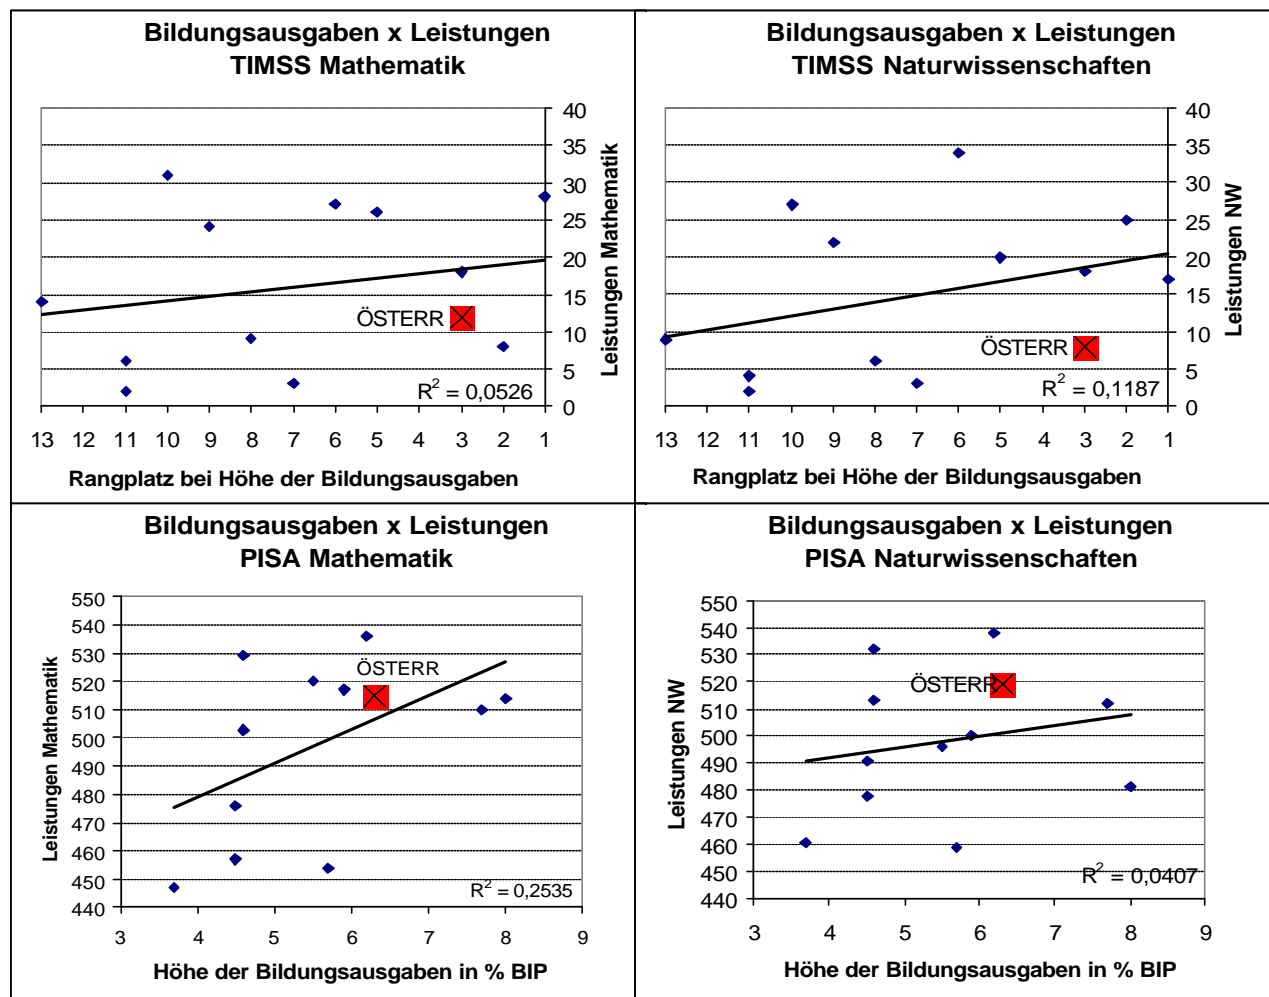 Bildungsausgaben x Leistungen
TIMSS Mathematik
40
35
30
25
20
15
10
5
0
Leistungen Mathematik
ÖSTERR
R² = 0,0526
13 12 11 10 9 8 7 6 5 4 3 2 1
Rangplatz bei Höhe der Bildungsausgaben
Bildungsausgaben x Leistungen
TIMSS Naturwissenschaften
40
35
30
25
20
15
10
5
0
Leistungen NW
ÖSTERR
R² = 0,1187
13 12 11 10 9 8 7 6 5 4 3 2 1
Rangplatz bei Höhe der Bildungsausgaben
Bildungsausgaben x Leistungen
PISA Mathematik
Leistungen Mathematik
550
540
530
520
510
500
490
480
470
460
450
440
ÖSTERR
R² = 0,2535
3 4 5 6 7 8 9
Höhe der Bildungsausgaben in % BIP
Bildungsausgaben x Leistungen
PISA Naturwissenschaften
Leistungen NW
550
540
530
520
510
500
490
480
470
460
450
440
ÖSTERR
R² = 0,0407
3 4 5 6 7 8 9
Höhe der Bildungsausgaben in % BIP